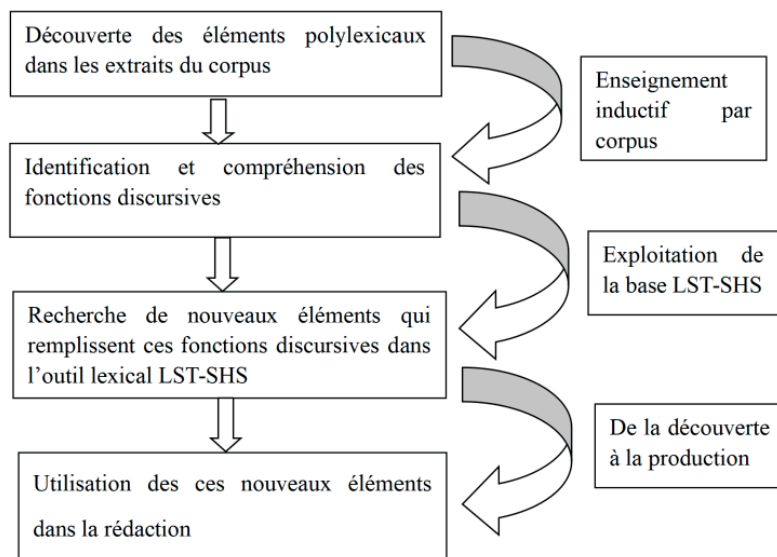 Découverte des éléments polylexicaux
dans les extraits du corpus
Enseignement
inductif par
corpus
Identification et compréhension des
fonctions discursives
Exploitation de
la base LST-SHS
Recherche de nouveaux éléments qui
remplissent ces fonctions discursives dans
l’outil lexical LST-SHS
De la découverte
à la production
Utilisation des ces nouveaux éléments
dans la rédaction